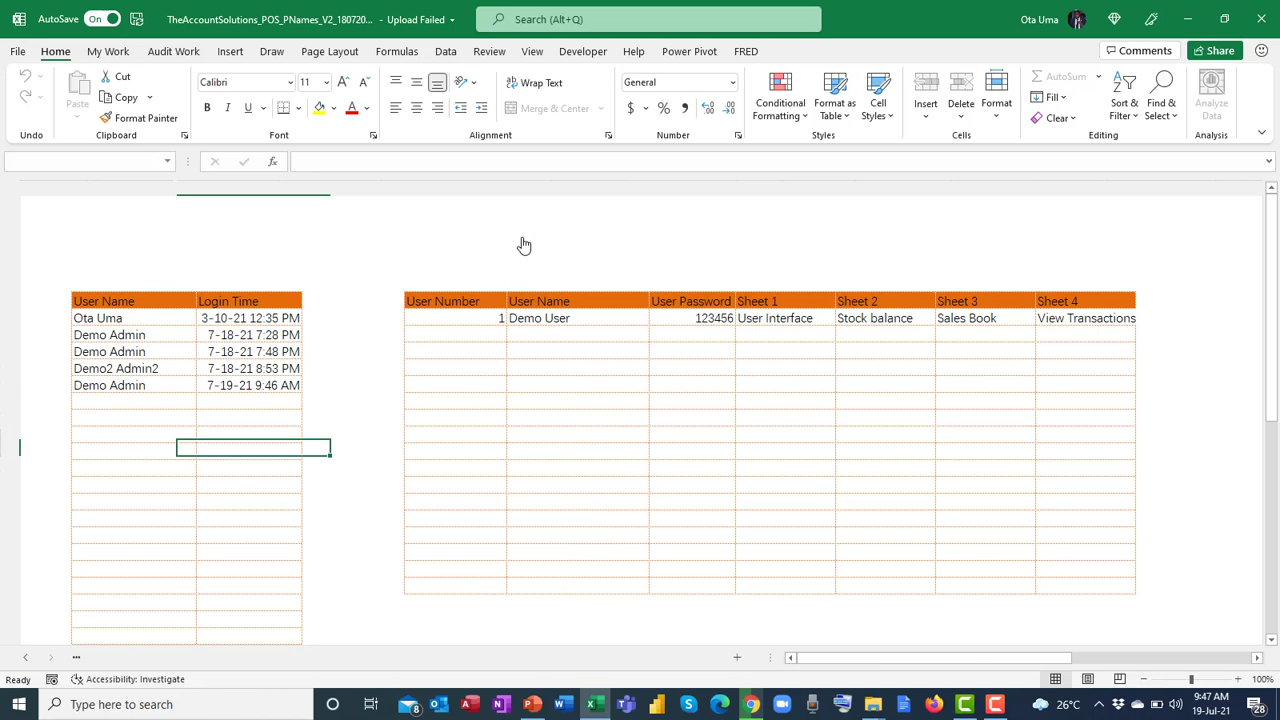 AutoSave On TheAccountSolutions_POS_PNames_V2_180720... - Upload Failed Search (Alt+Q) Ota Uma
File Home My Work Audit Work Insert Draw Page Layout Formulas Data Review View Developer Help Power Pivot FRED Comments Share
Undo
Paste
Cut
Copy
Format Painter
Clipboard
Calibri 11
B I U A
Font
Wrap Text
Merge & Center
Alignment
General
$ % ,
Number
Conditional Formatting
Format as Table
Cell Styles
Styles
Insert
Delete
Format
Cells
AutoSum
Fill
Clear
Sort & Filter
Find & Select
Editing
Analyze Data
Analysis
fx
User Name Login Time
Ota Uma 3-10-21 12:35 PM
Demo Admin 7-18-21 7:28 PM
Demo Admin 7-18-21 7:48 PM
Demo2 Admin2 7-18-21 8:53 PM
Demo Admin 7-19-21 9:46 AM
User Number User Name User Password Sheet 1 Sheet 2 Sheet 3 Sheet 4
1 Demo User 123456 User Interface Stock balance Sales Book View Transactions
Ready Accessibility: Investigate 100%
Type here to search 8 26°C 9:47 AM
19-Jul-21 28